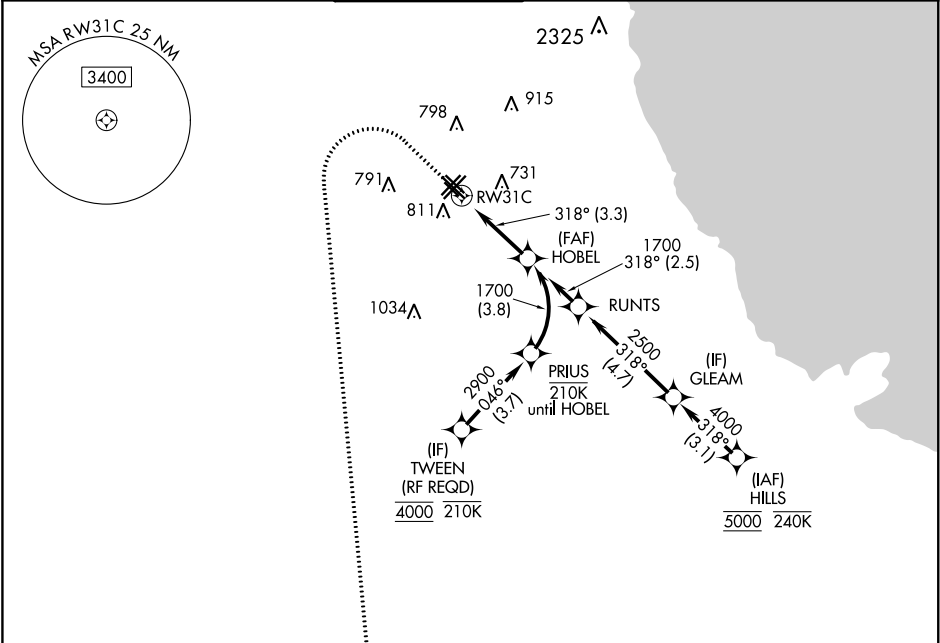 MSA RW31C 25 NM
3400
2325
915
798
791
731
811
RW31C
318° (3.3)
(FAF)
HOBEL
1700
318° (2.5)
1700
(3.8)
RUNTS
1034
2500
318°
(4.7)
(IF)
GLEAM
PRIUS
210K
until HOBEL
2900
046°
(3.7)
4000
318°
(3.1)
(IF)
TWEEN
(RF REQD)
4000 210K
(IAF)
HILLS
5000 240K